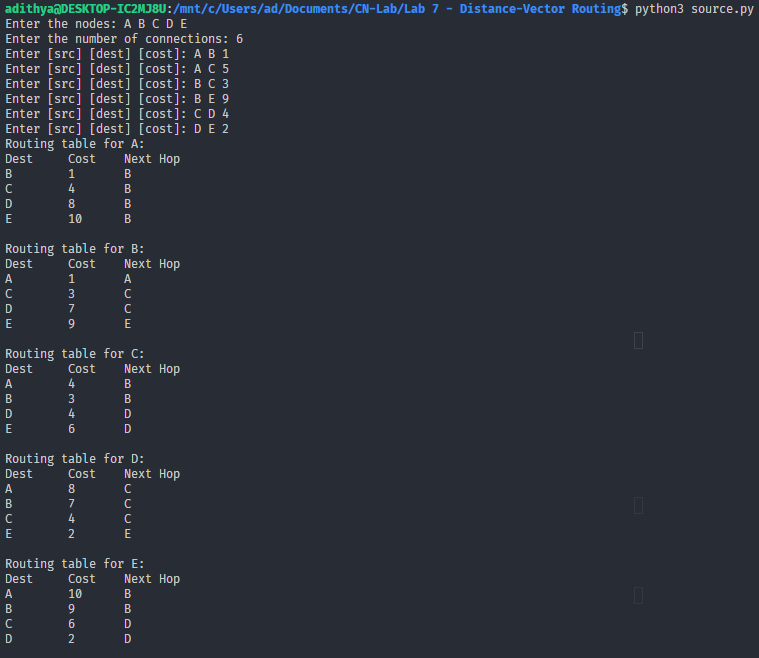 adithya@DESKTOP-IC2MJ8U:/mnt/c/Users/ad/Documents/CN-Lab/Lab 7 - Distance-Vector Routing$ python3 source.py
Enter the nodes: A B C D E
Enter the number of connections: 6
Enter [src] [dest] [cost]: A B 1
Enter [src] [dest] [cost]: A C 5
Enter [src] [dest] [cost]: B C 3
Enter [src] [dest] [cost]: B E 9
Enter [src] [dest] [cost]: C D 4
Enter [src] [dest] [cost]: D E 2
Routing table for A:
Dest Cost Next Hop
B 1 B
C 4 B
D 8 B
E 10 B
Routing table for B:
Dest Cost Next Hop
A 1 A
C 3 C
D 7 C
E 9 E
Routing table for C:
Dest Cost Next Hop
A 4 B
B 3 B
D 4 D
E 6 D
Routing table for D:
Dest Cost Next Hop
A 8 C
B 7 C
C 4 C
E 2 E
Routing table for E:
Dest Cost Next Hop
A 10 B
B 9 B
C 6 D
D 2 D